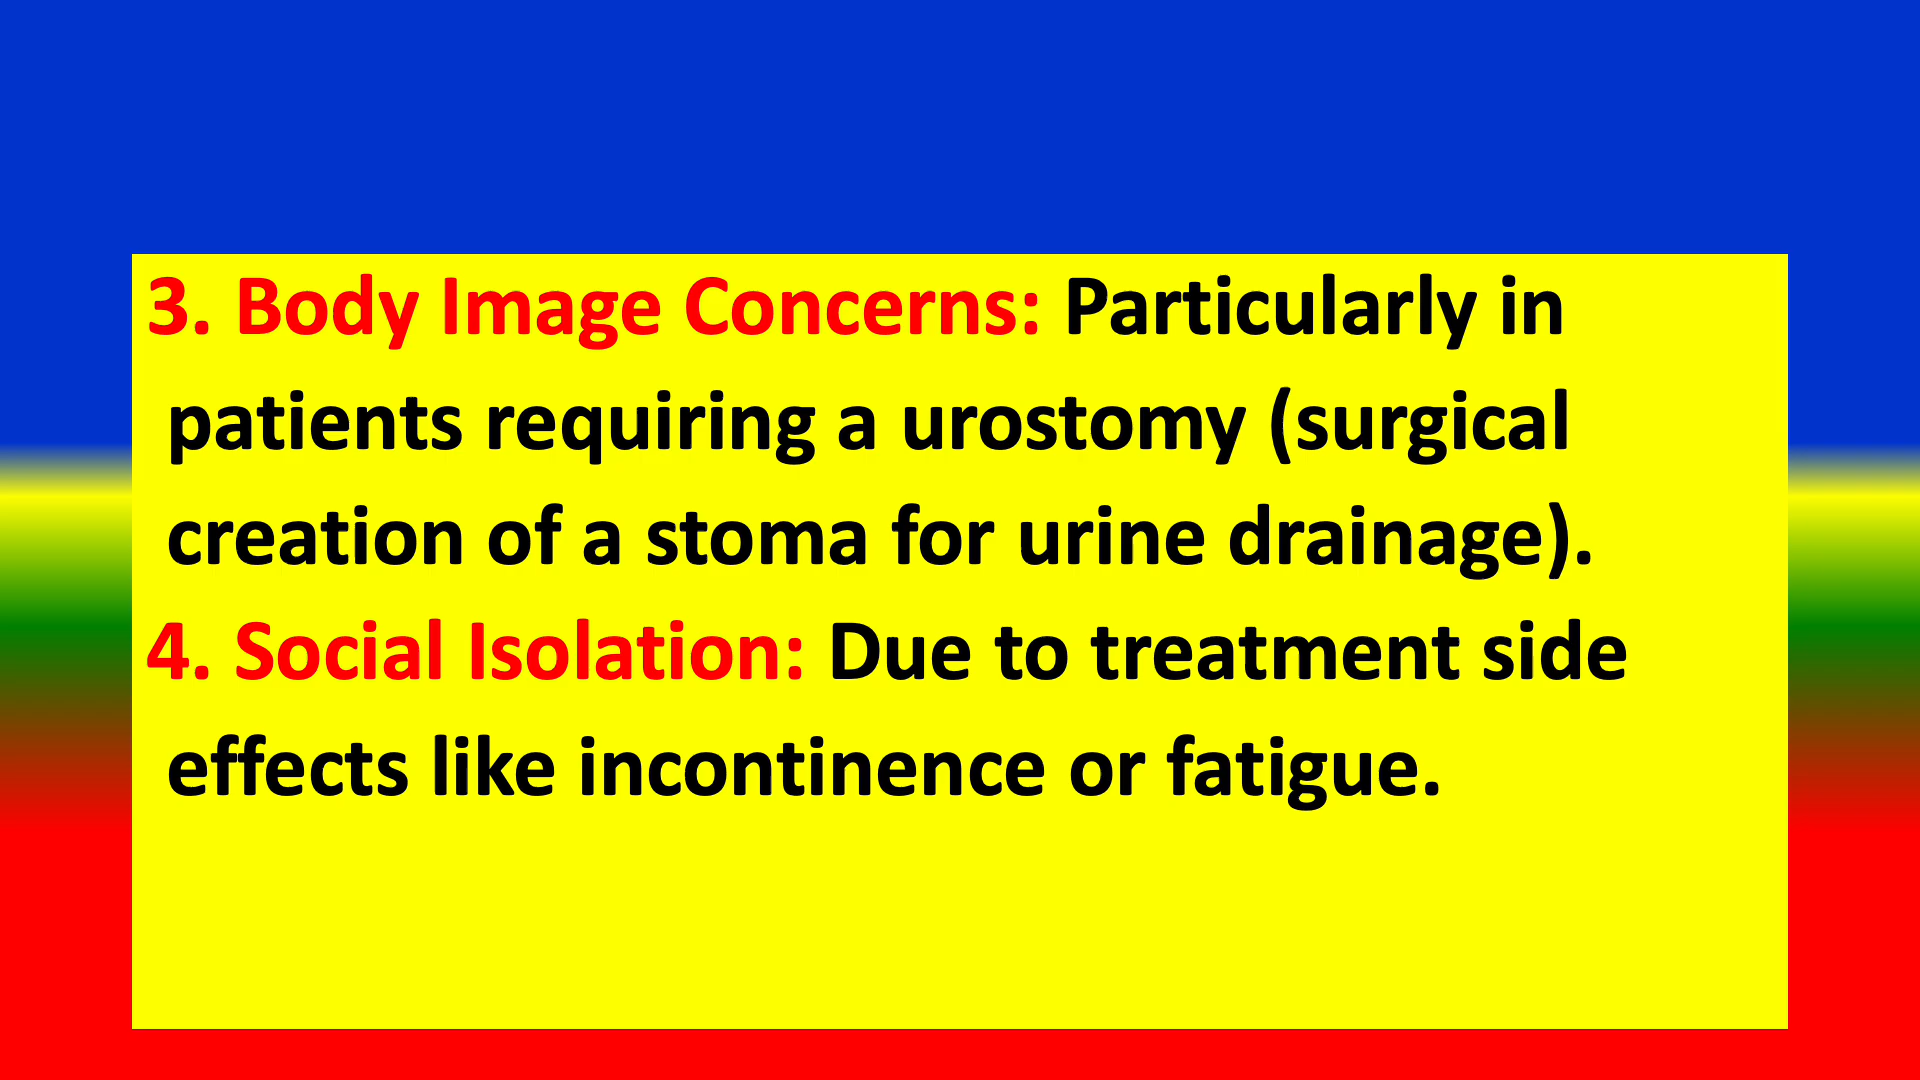 3. Body Image Concerns: Particularly in
patients requiring a urostomy (surgical
creation of a stoma for urine drainage).
4. Social Isolation: Due to treatment side
effects like incontinence or fatigue.